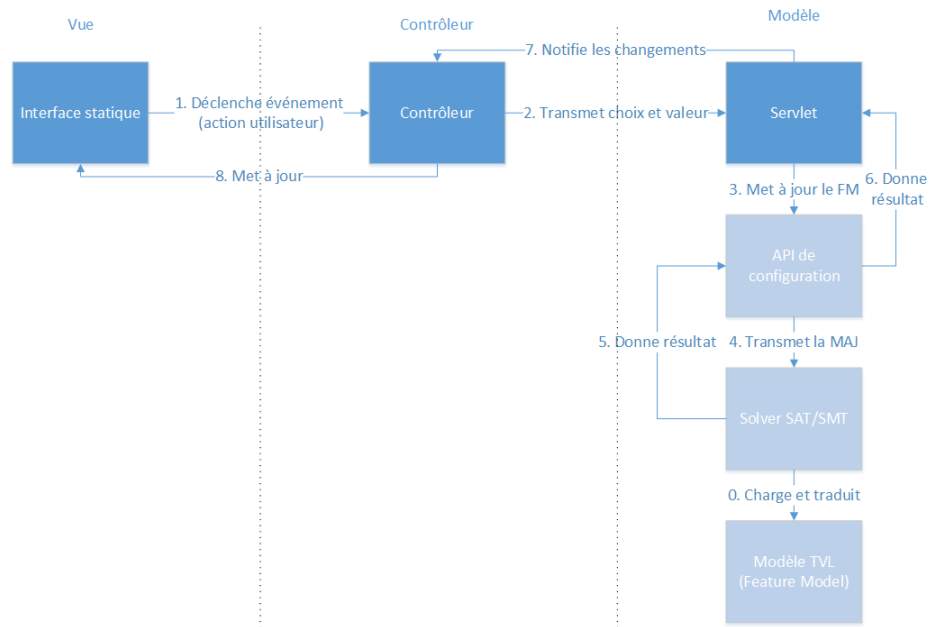 Vue
Contrôleur
Modèle
7. Notifie les changements
Interface statique
1. Déclenche événement
(action utilisateur)
Contrôleur
2. Transmet choix et valeur
Servlet
8. Met à jour
3. Met à jour le FM
6. Donne
résultat
API de
configuration
5. Donne résultat
4. Transmet la MAJ
Solver SAT/SMT
0. Charge et traduit
Modèle TVL
(Feature Model)